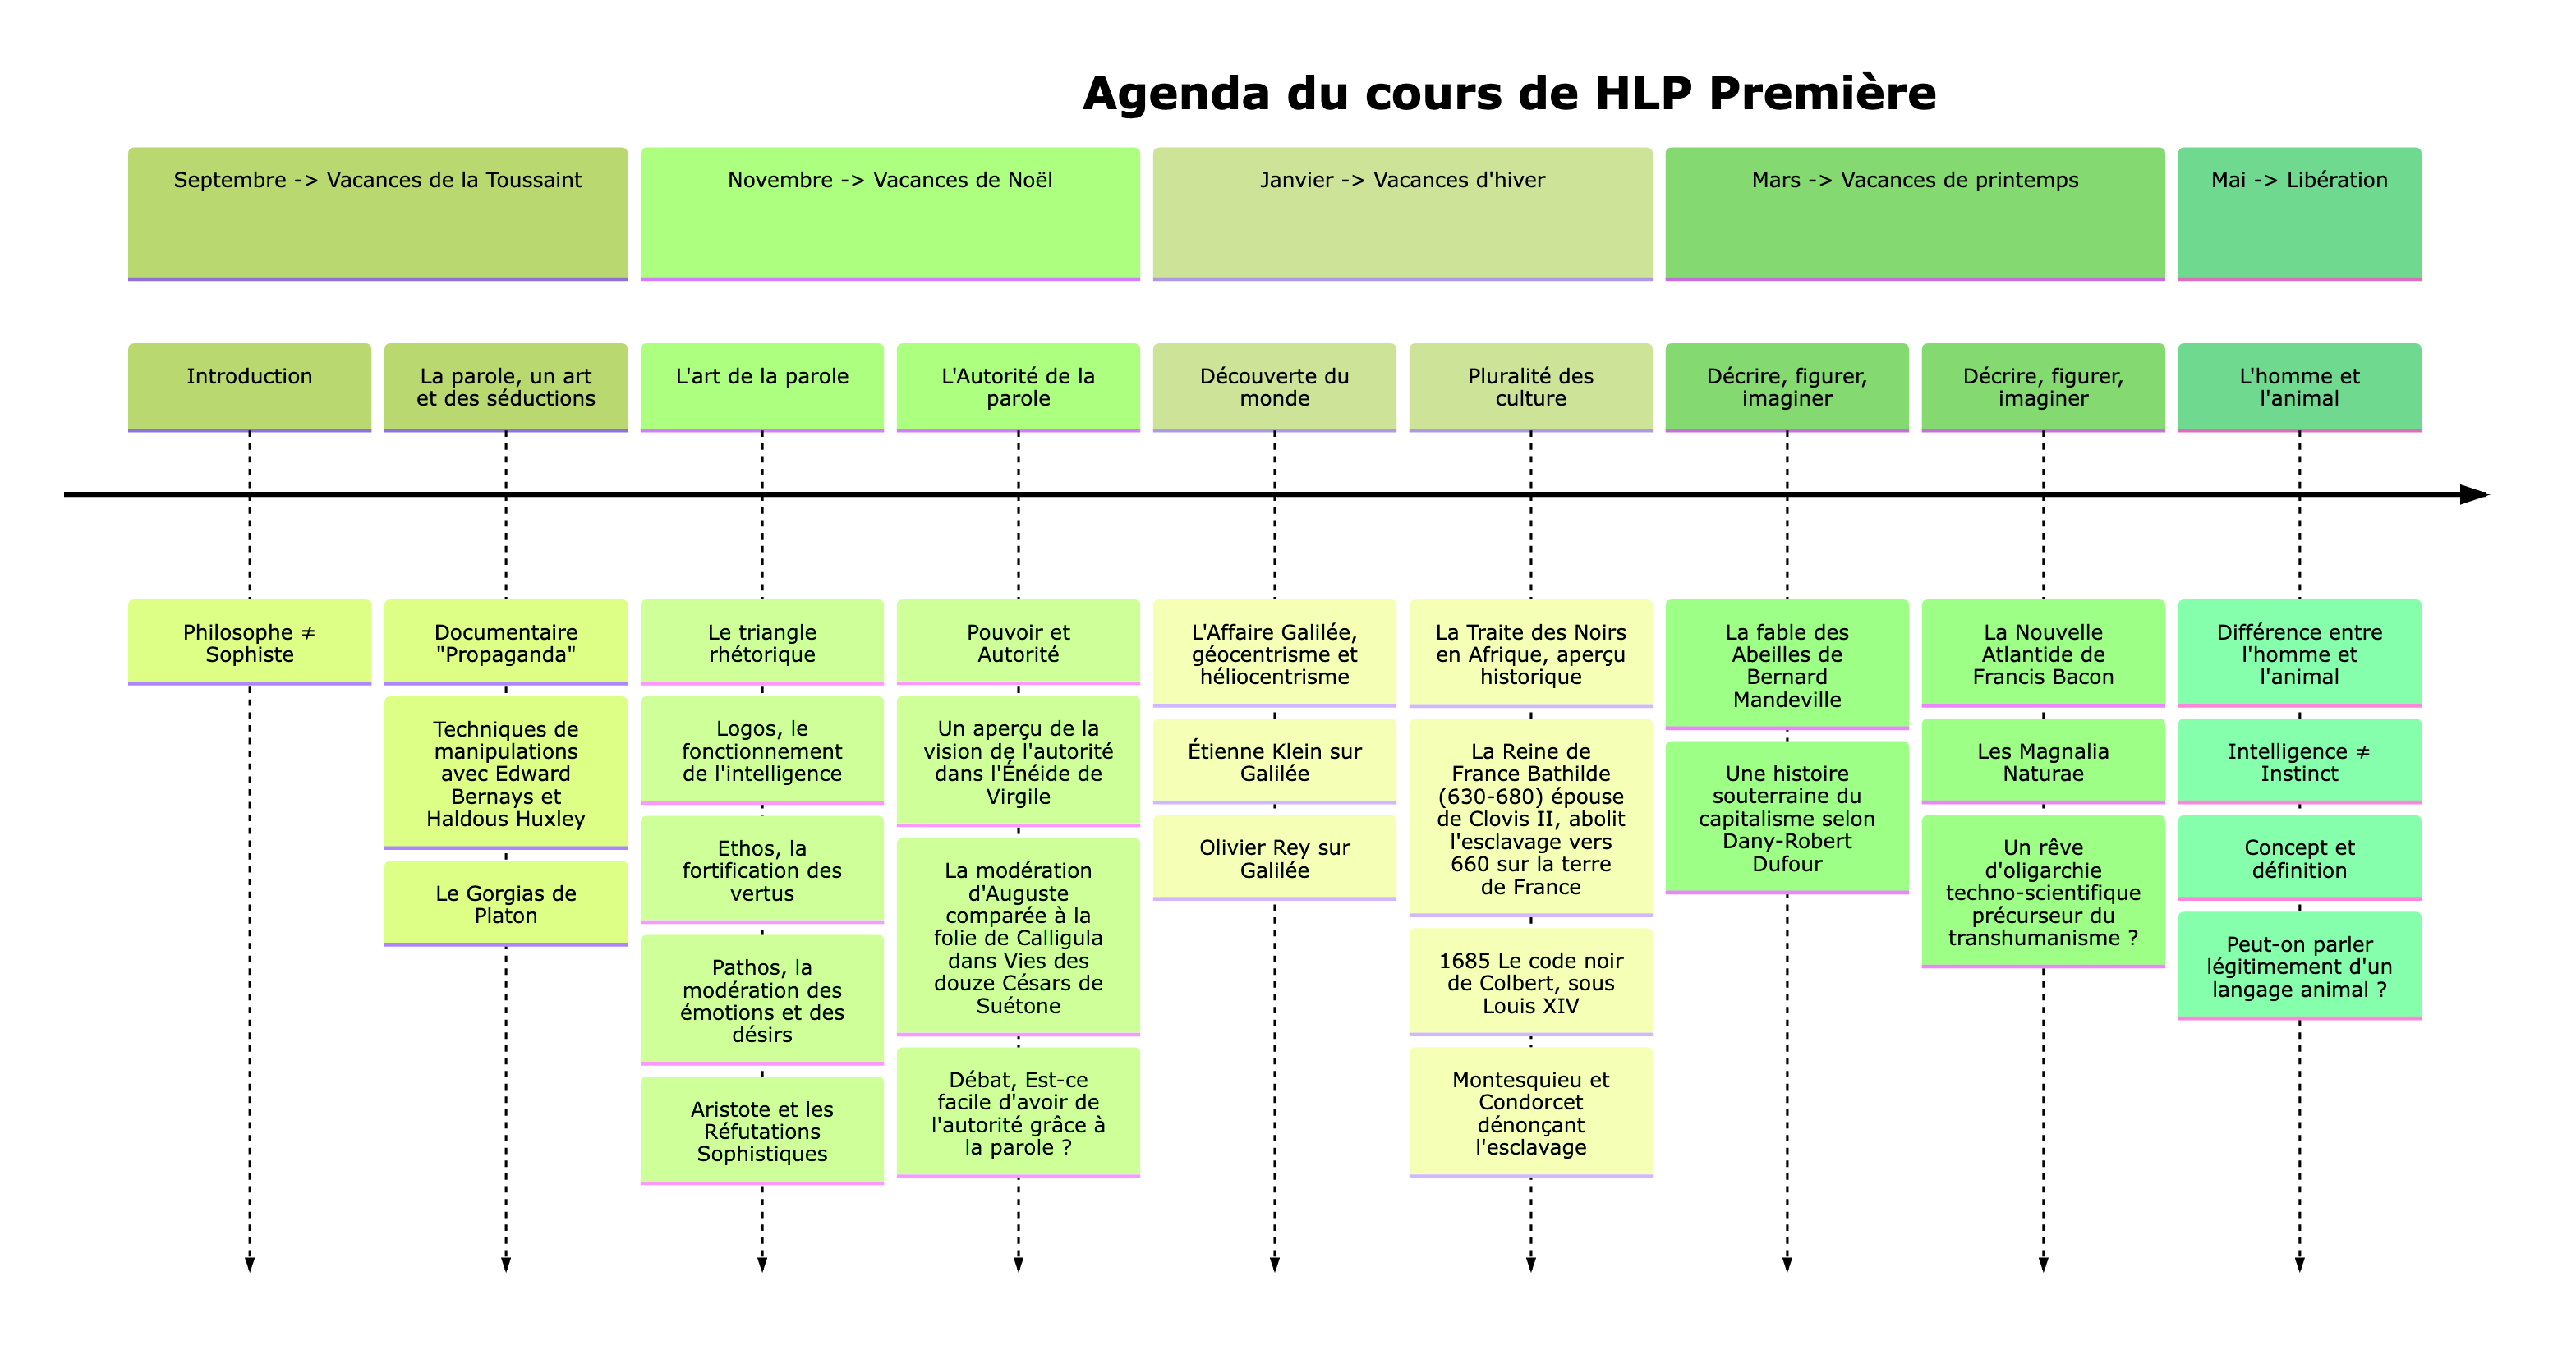 Agenda du cours de HLP Première
Septembre -> Vacances de la Toussaint
Novembre -> Vacances de Noël
Janvier -> Vacances d'hiver
Mars -> Vacances de printemps
Mai -> Libération
Introduction
La parole, un art
et des séductions
L'art de la parole
L'Autorité de la
parole
Découverte du
monde
Pluralité des
culture
Décrire, figurer,
imaginer
Décrire, figurer,
imaginer
L'homme et
l'animal
Philosophe ≠
Sophiste
Documentaire
"Propaganda"
Techniques de
manipulations
avec Edward
Bernays et
Haldous Huxley
Le Gorgias de
Platon
Le triangle
rhétorique
Logos, le
fonctionnement
de l'intelligence
Ethos, la
fortification des
vertus
Pathos, la
modération des
émotions et des
désirs
Aristote et les
Réfutations
Sophistiques
Pouvoir et
Autorité
Un aperçu de la
vision de l'autorité
dans l'Énéide de
Virgile
La modération
d'Auguste
comparée à la
folie de Calligula
dans Vies des
douze Césars de
Suétone
Débat, Est-ce
facile d'avoir de
l'autorité grâce à
la parole ?
L'Affaire Galilée,
géocentrisme et
héliocentrisme
Étienne Klein sur
Galilée
Olivier Rey sur
Galilée
La Traite des Noirs
en Afrique, aperçu
historique
La Reine de
France Bathilde
(630-680) épouse
de Clovis II, abolit
l'esclavage vers
660 sur la terre
de France
1685 Le code noir
de Colbert, sous
Louis XIV
Montesquieu et
Condorcet
dénonçant
l'esclavage
La fable des
Abeilles de
Bernard
Mandeville
Une histoire
souterraine du
capitalisme selon
Dany-Robert
Dufour
La Nouvelle
Atlantide de
Francis Bacon
Les Magnalia
Naturae
Un rêve
d'oligarchie
techno-scientifique
précurseur du
transhumanisme ?
Différence entre
l'homme et
l'animal
Intelligence ≠
Instinct
Concept et
définition
Peut-on parler
légitimement d'un
langage animal ?